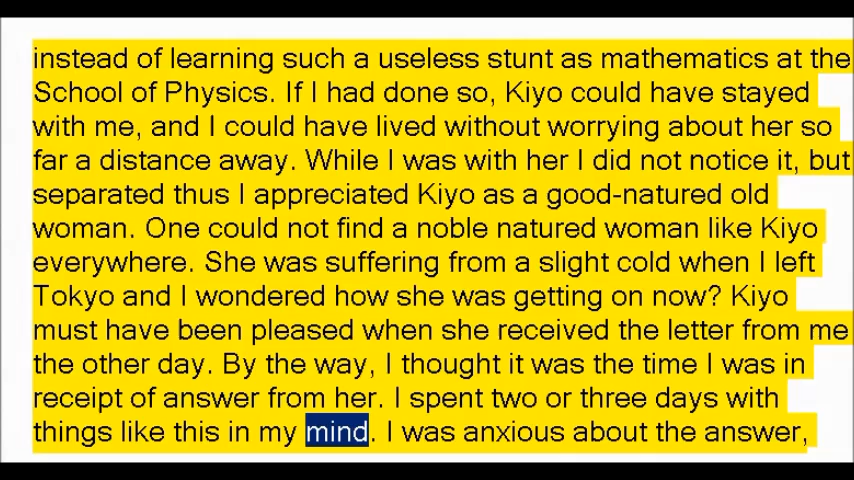 instead of learning such a useless stunt as mathematics at the
School of Physics. If I had done so, Kiyo could have stayed
with me, and I could have lived without worrying about her so
far a distance away. While I was with her I did not notice it, but
separated thus I appreciated Kiyo as a good-natured old
woman. One could not find a noble natured woman like Kiyo
everywhere. She was suffering from a slight cold when I left
Tokyo and I wondered how she was getting on now? Kiyo
must have been pleased when she received the letter from me
the other day. By the way, I thought it was the time I was in
receipt of answer from her. I spent two or three days with
things like this in my mind. I was anxious about the answer,